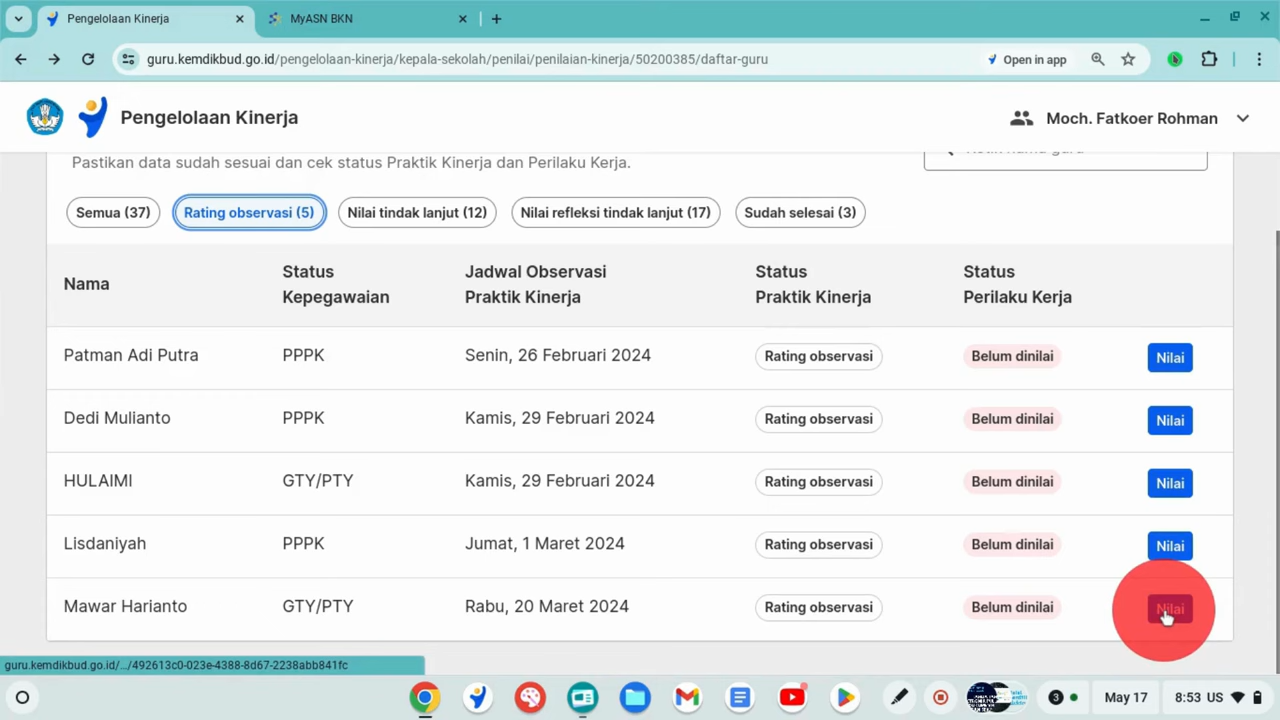 Pengelolaan Kinerja
MyASN BKN
guru.kemdikbud.go.id/pengelolaan-kinerja/kepala-sekolah/penilai/penilaian-kinerja/50200385/daftar-guru
Open in app
Pengelolaan Kinerja
Moch. Fatkoer Rohman
Pastikan data sudah sesuai dan cek status Praktik Kinerja dan Perilaku Kerja.
Semua (37) Rating observasi (5) Nilai tindak lanjut (12) Nilai refleksi tindak lanjut (17) Sudah selesai (3)
Nama Status Kepegawaian Jadwal Observasi Praktik Kinerja Status Praktik Kinerja Status Perilaku Kerja
Patman Adi Putra PPPK Senin, 26 Februari 2024 Rating observasi Belum dinilai Nilai
Dedi Mulianto PPPK Kamis, 29 Februari 2024 Rating observasi Belum dinilai Nilai
HULAIMI GTY/PTY Kamis, 29 Februari 2024 Rating observasi Belum dinilai Nilai
Lisdaniyah PPPK Jumat, 1 Maret 2024 Rating observasi Belum dinilai Nilai
Mawar Harianto GTY/PTY Rabu, 20 Maret 2024 Rating observasi Belum dinilai Nilai
guru.kemdikbud.go.id/.../492613c0-023e-4388-8d67-2238abb841fc
3 May 17 8:53 US